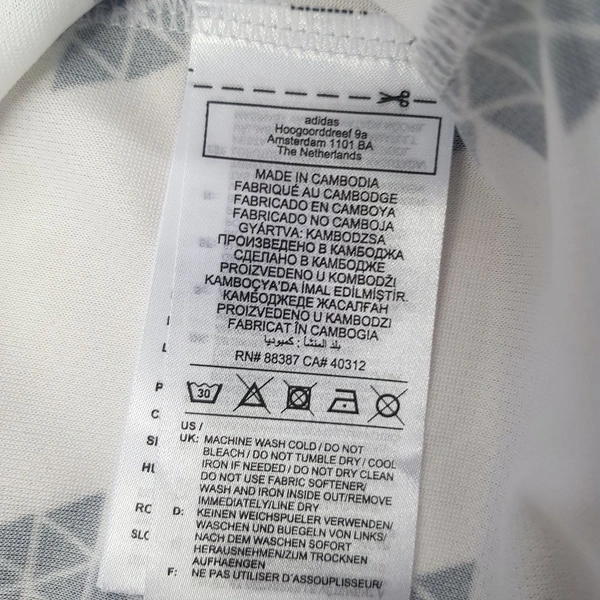 adidas
Hoogoorddreef 9a
Amsterdam 1101 BA
The Netherlands
MADE IN CAMBODIA
FABRIQUÉ AU CAMBODGE
FABRICADO EN CAMBOYA
FABRICADO NO CAMBOJA
GYÁRTVA: KAMBODZSA
ПРОИЗВЕДЕНО В КАМБОДЖА
СДЕЛАНО В КАМБОДЖЕ
PROIZVEDENO U KOMBODŽI
KAMBOÇYA'DA İMAL EDİLMİŞTİR.
КАМБОДЖЕДЕ ЖАСАЛҒАН
PROIZVEDENO U KAMBODZI
FABRICAT ÎN CAMBOGIA
بلد المنشأ : كمبوديا
RN# 88387 CA# 40312
30
US /
UK: MACHINE WASH COLD / DO NOT
BLEACH / DO NOT TUMBLE DRY / COOL
IRON IF NEEDED / DO NOT DRY CLEAN
DO NOT USE FABRIC SOFTENER/
WASH AND IRON INSIDE OUT/REMOVE
IMMEDIATELY/LINE DRY
D: KEINEN WEICHSPUELER VERWENDEN/
WASCHEN UND BUEGELN VON LINKS/
NACH DEM WASCHEN SOFORT
HERAUSNEHMEN/ZUM TROCKNEN
AUFHAENGEN
F: NE PAS UTILISER D'ASSOUPLISSEUR/